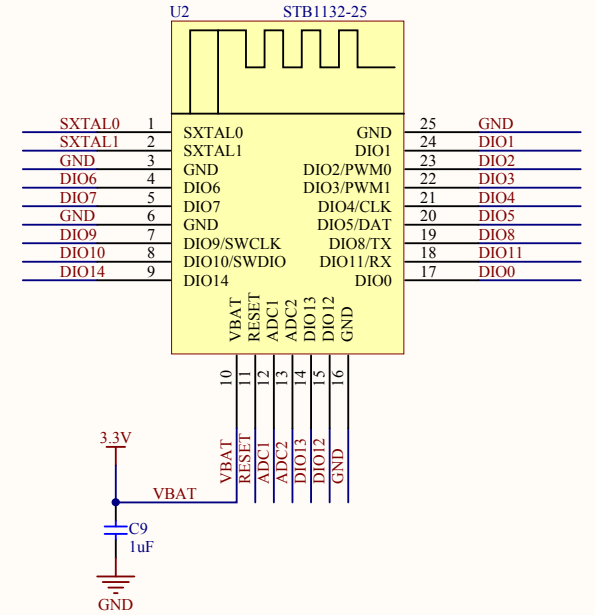 U2 STB1132-25
SXTAL0 1 SXTAL0 GND 25 GND
SXTAL1 2 SXTAL1 DIO1 24 DIO1
GND 3 GND DIO2/PWM0 23 DIO2
DIO6 4 DIO6 DIO3/PWM1 22 DIO3
DIO7 5 DIO7 DIO4/CLK 21 DIO4
GND 6 GND DIO5/DAT 20 DIO5
DIO9 7 DIO9/SWCLK DIO8/TX 19 DIO8
DIO10 8 DIO10/SWDIO DIO11/RX 18 DIO11
DIO14 9 DIO14 DIO0 17 DIO0
VBAT RESET ADC1 ADC2 DIO13 DIO12 GND
10 11 12 13 14 15 16
VBAT RESET ADC1 ADC2 DIO13 DIO12 GND
3.3V
VBAT
C9
1uF
GND